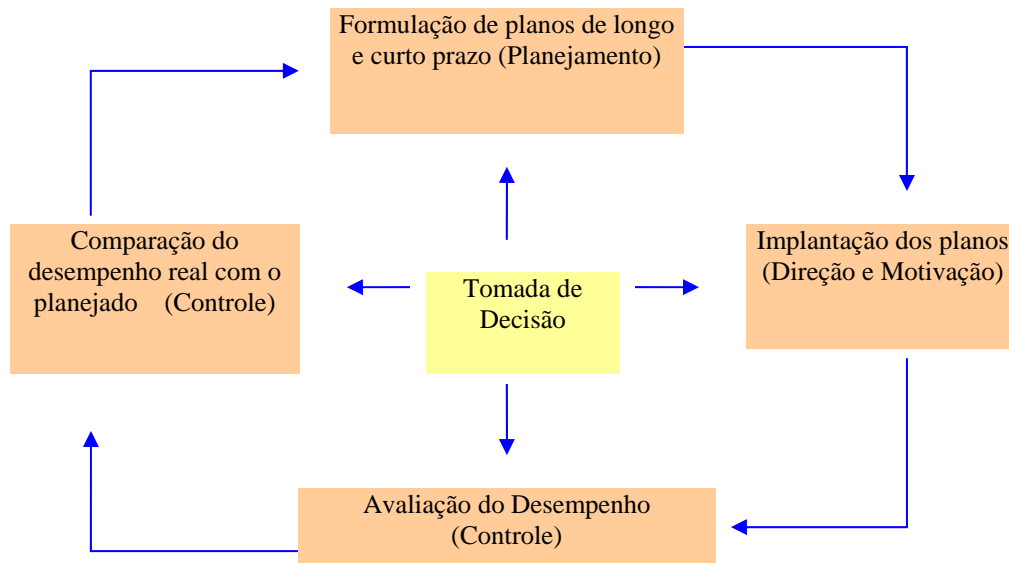 Formulação de planos de longo
e curto prazo (Planejamento)
Comparação do
desempenho real com o
planejado (Controle)
Tomada de
Decisão
Implantação dos planos
(Direção e Motivação)
Avaliação do Desempenho
(Controle)